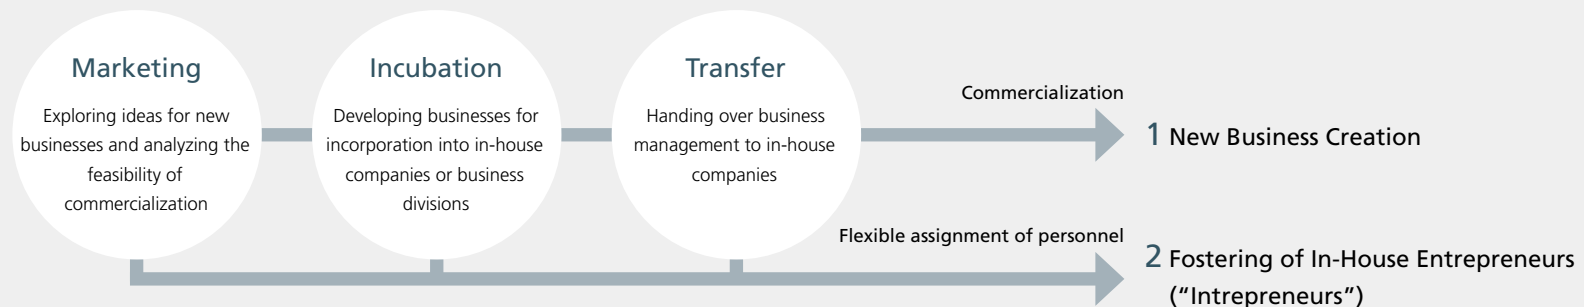 Marketing
Exploring ideas for new
businesses and analyzing the
feasibility of
commercialization
Incubation
Developing businesses for
incorporation into in-house
companies or business
divisions
Transfer
Handing over business
management to in-house
companies
Commercialization
1 New Business Creation
Flexible assignment of personnel
2 Fostering of In-House Entrepreneurs
(“Intrepreneurs”)